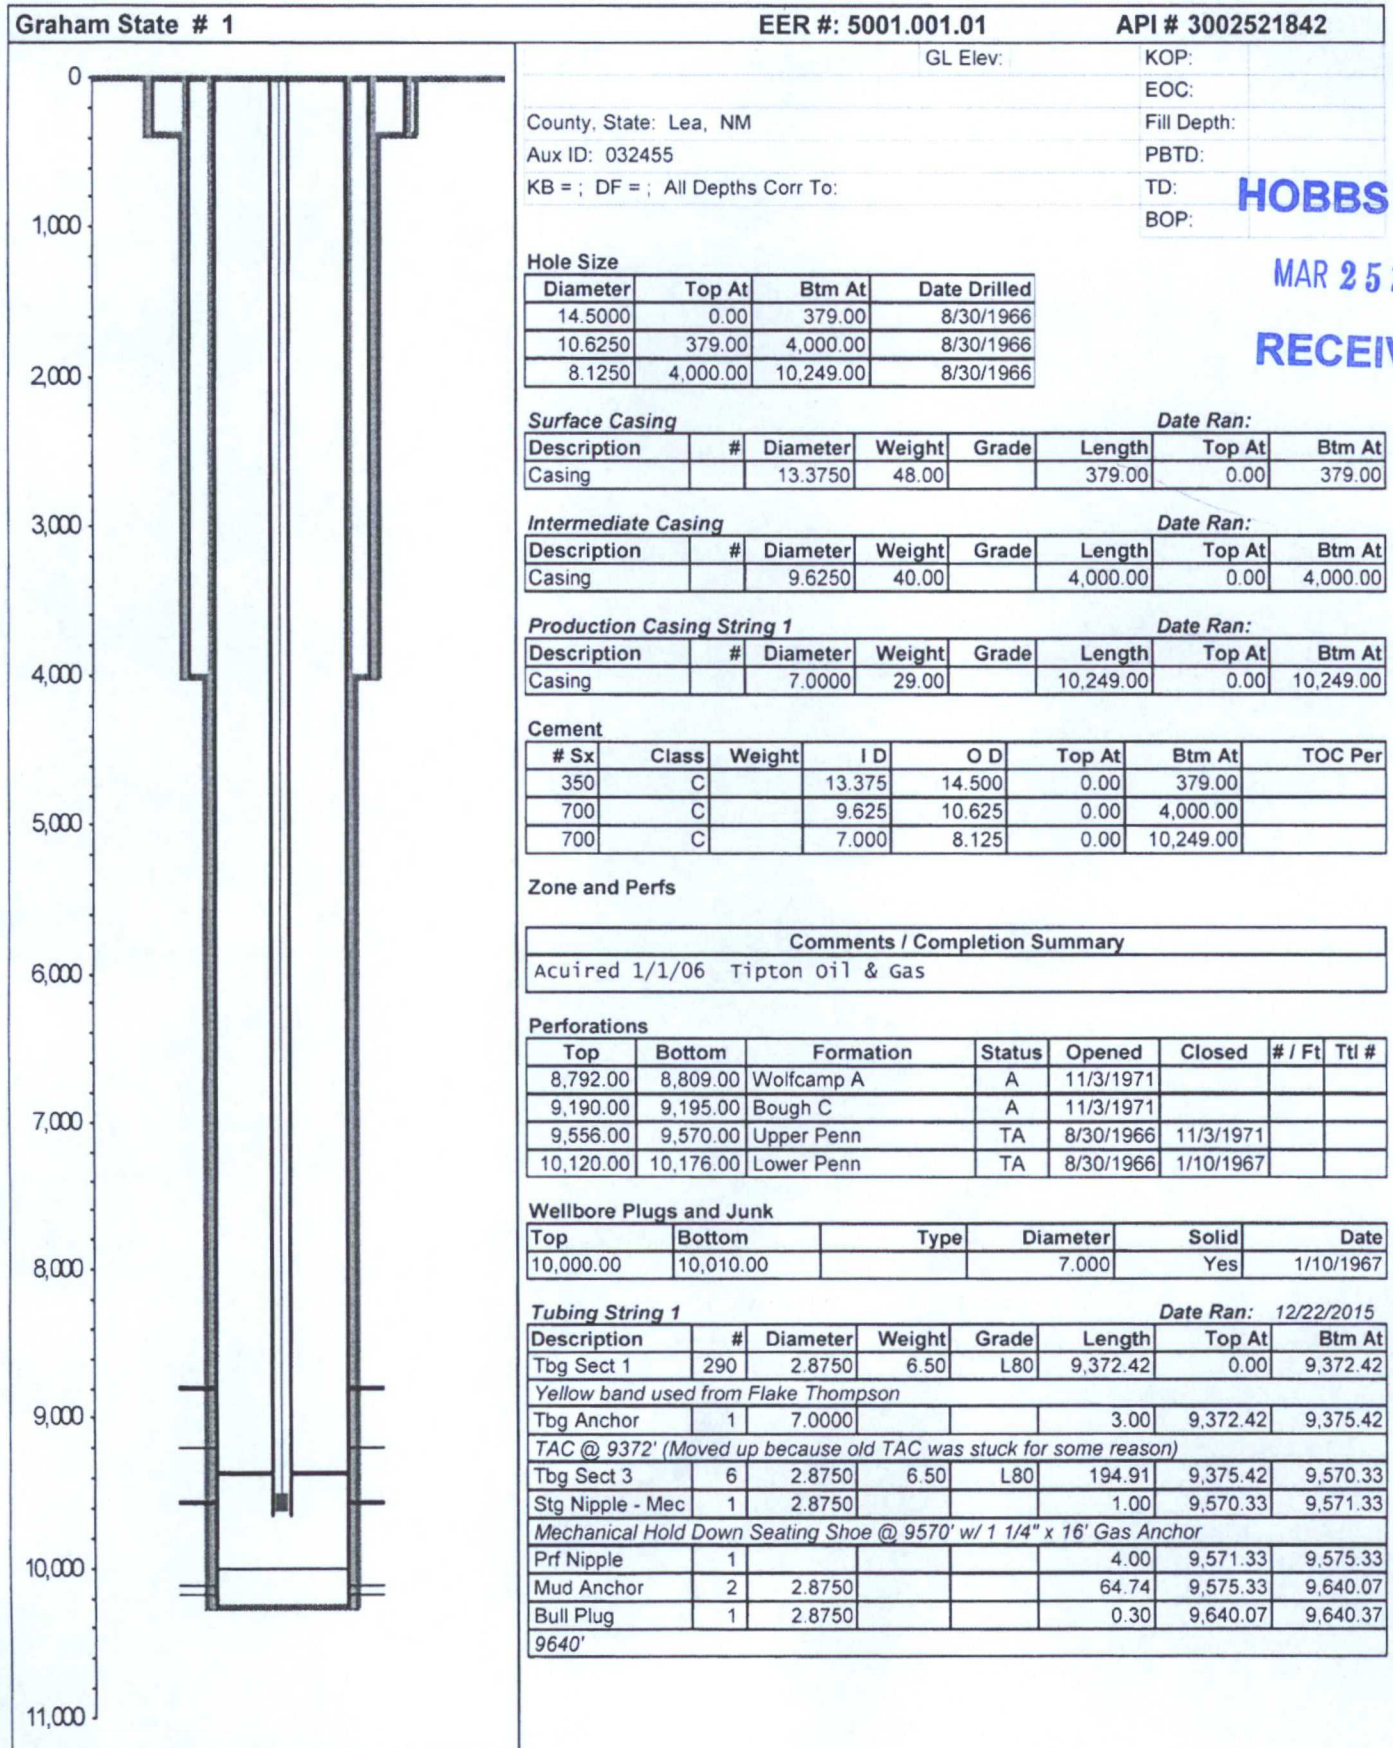 Graham State # 1 EER #: 5001.001.01 API # 3002521842
GL Elev: KOP:
EOC:
County, State: Lea, NM Fill Depth:
Aux ID: 032455 PBTD:
KB = ; DF = ; All Depths Corr To: TD:
BOP:
HOBBS
MAR 25
Hole Size
Diameter Top At Btm At Date Drilled
14.5000 0.00 379.00 8/30/1966
10.6250 379.00 4,000.00 8/30/1966
8.1250 4,000.00 10,249.00 8/30/1966
Surface Casing Date Ran:
Description # Diameter Weight Grade Length Top At Btm At
Casing 13.3750 48.00 379.00 0.00 379.00
Intermediate Casing Date Ran:
Description # Diameter Weight Grade Length Top At Btm At
Casing 9.6250 40.00 4,000.00 0.00 4,000.00
Production Casing String 1 Date Ran:
Description # Diameter Weight Grade Length Top At Btm At
Casing 7.0000 29.00 10,249.00 0.00 10,249.00
Cement
# Sx Class Weight I D O D Top At Btm At TOC Per
350 C 13.375 14.500 0.00 379.00
700 C 9.625 10.625 0.00 4,000.00
700 C 7.000 8.125 0.00 10,249.00
Zone and Perfs
Comments / Completion Summary
Acuired 1/1/06 Tipton Oil & Gas
Perforations
Top Bottom Formation Status Opened Closed # / Ft Ttl #
8,792.00 8,809.00 Wolfcamp A A 11/3/1971
9,190.00 9,195.00 Bough C A 11/3/1971
9,556.00 9,570.00 Upper Penn TA 8/30/1966 11/3/1971
10,120.00 10,176.00 Lower Penn TA 8/30/1966 1/10/1967
Wellbore Plugs and Junk
Top Bottom Type Diameter Solid Date
10,000.00 10,010.00 7.000 Yes 1/10/1967
Tubing String 1 Date Ran: 12/22/2015
Description # Diameter Weight Grade Length Top At Btm At
Tbg Sect 1 290 2.8750 6.50 L80 9,372.42 0.00 9,372.42
Yellow band used from Flake Thompson
Tbg Anchor 1 7.0000 3.00 9,372.42 9,375.42
TAC @ 9372' (Moved up because old TAC was stuck for some reason)
Tbg Sect 3 6 2.8750 6.50 L80 194.91 9,375.42 9,570.33
Stg Nipple - Mec 1 2.8750 1.00 9,570.33 9,571.33
Mechanical Hold Down Seating Shoe @ 9570' w/ 1 1/4" x 16' Gas Anchor
Prf Nipple 1 4.00 9,571.33 9,575.33
Mud Anchor 2 2.8750 64.74 9,575.33 9,640.07
Bull Plug 1 2.8750 0.30 9,640.07 9,640.37
9640'
0
1,000
2,000
3,000
4,000
5,000
6,000
7,000
8,000
9,000
10,000
11,000